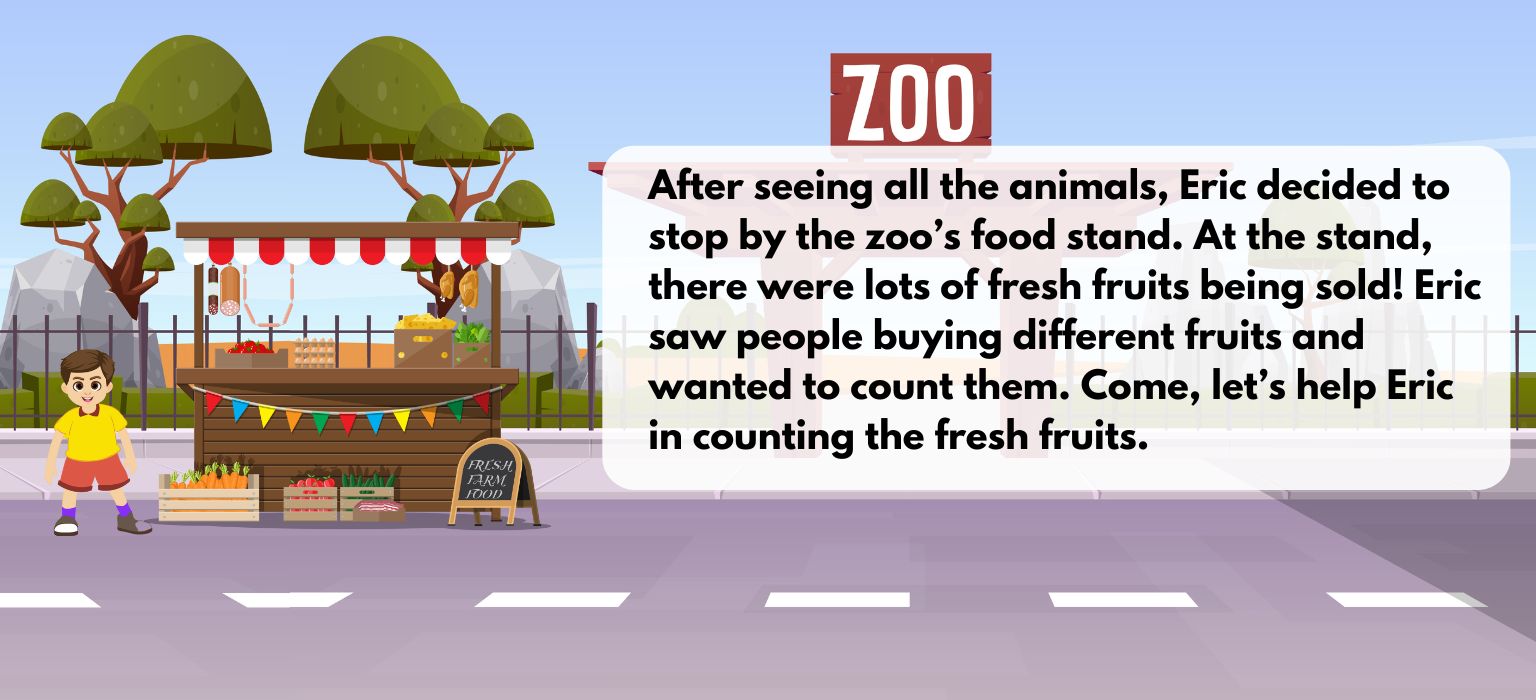 ZOO
After seeing all the animals, Eric decided to
stop by the zoo’s food stand. At the stand,
there were lots of fresh fruits being sold! Eric
saw people buying different fruits and
wanted to count them. Come, let’s help Eric
in counting the fresh fruits.
FRESH
FARM
FOOD